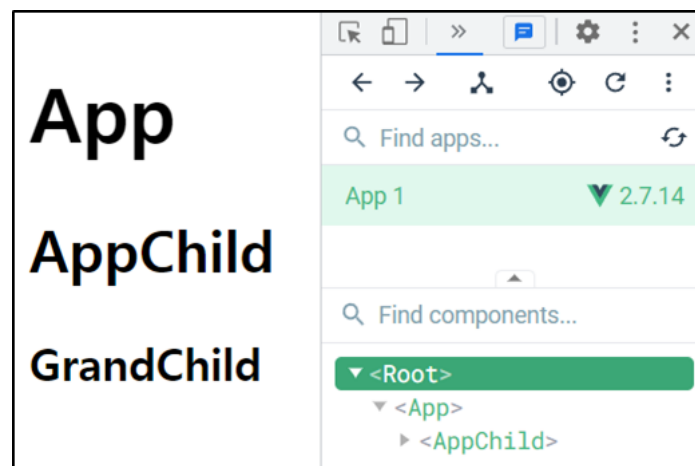 App
AppChild
GrandChild
Find apps...
App 1
2.7.14
Find components...
<Root>
<App>
<AppChild>